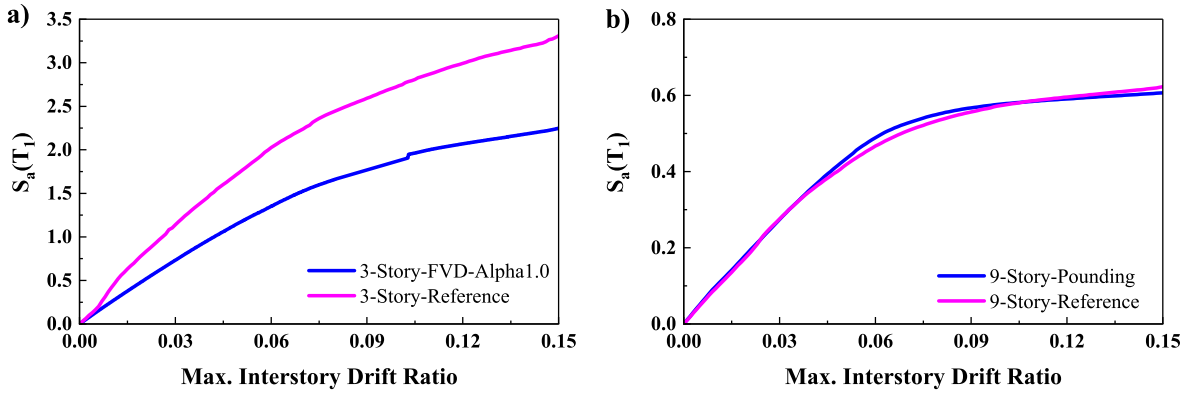 a)
3.5
3.0
2.5
2.0
1.5
1.0
0.5
0.0
Sa(T1)
3-Story-FVD-Alpha1.0
3-Story-Reference
0.00 0.03 0.06 0.09 0.12 0.15
Max. Interstory Drift Ratio
b)
0.8
0.6
0.4
0.2
0.0
Sa(T1)
9-Story-Pounding
9-Story-Reference
0.00 0.03 0.06 0.09 0.12 0.15
Max. Interstory Drift Ratio